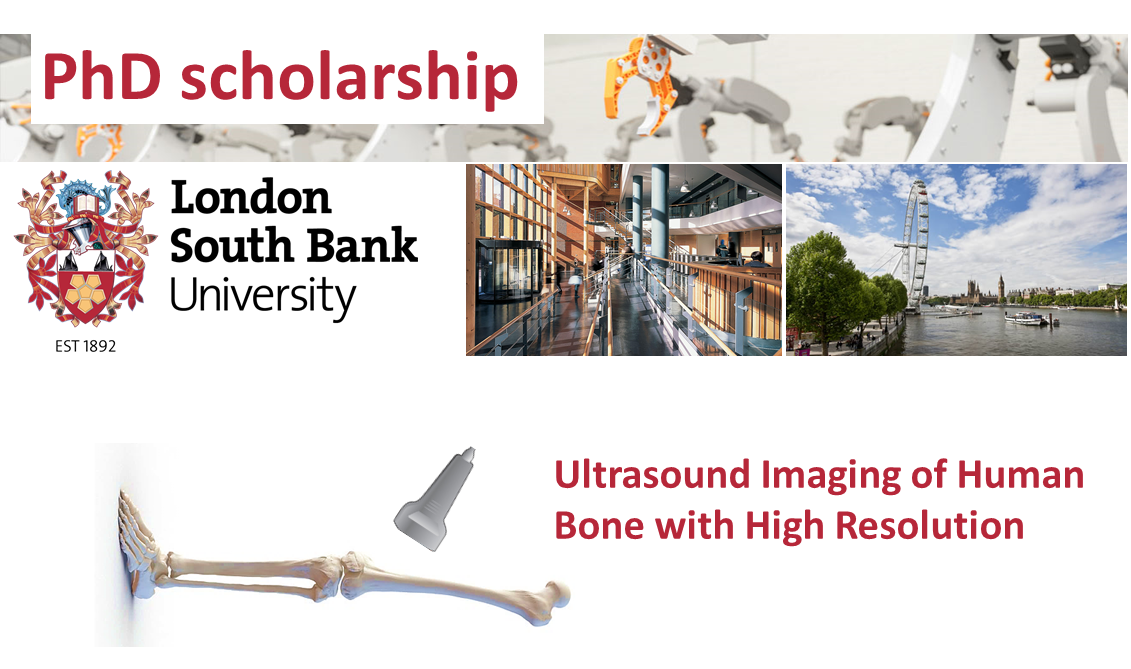 PhD scholarship
London
South Bank
University
EST 1892
Ultrasound Imaging of Human
Bone with High Resolution